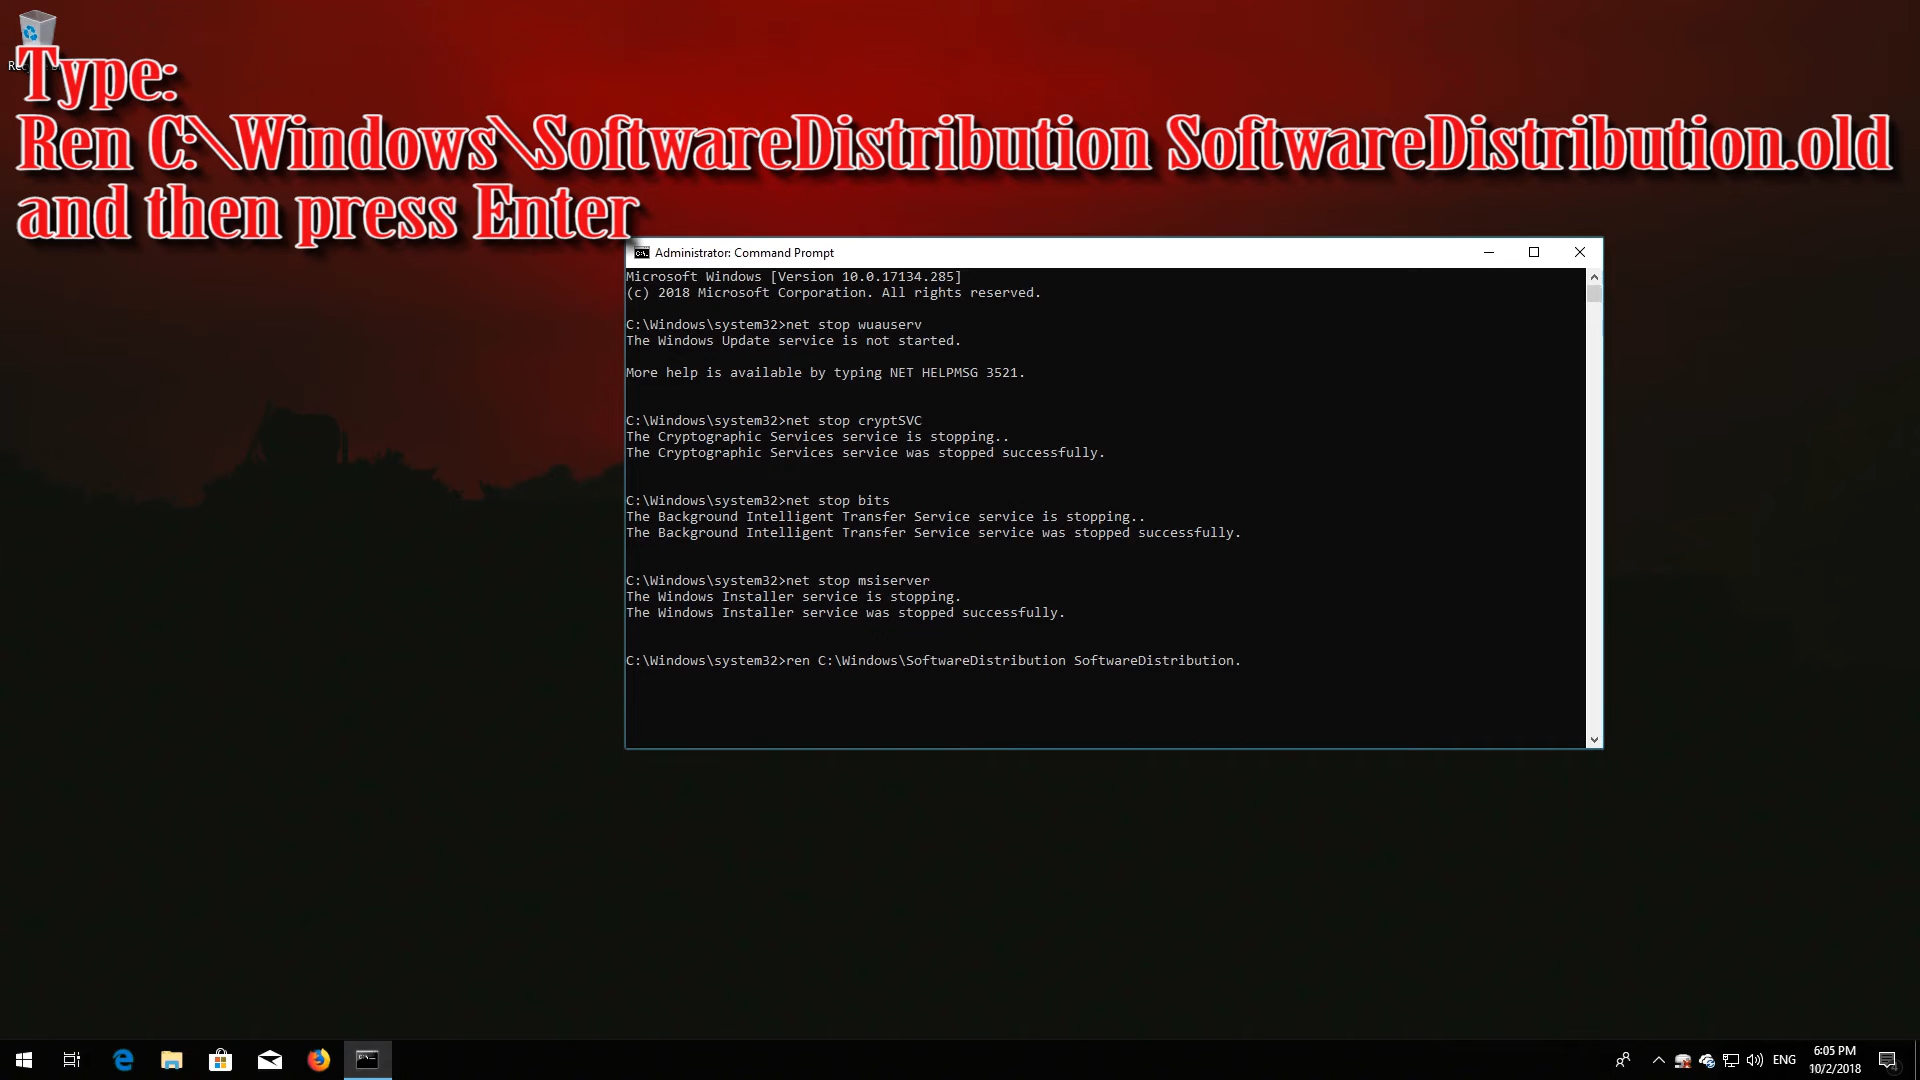 Type:
Ren C:\Windows\SoftwareDistribution SoftwareDistribution.old
and then press Enter
Administrator: Command Prompt
Microsoft Windows [Version 10.0.17134.285]
(c) 2018 Microsoft Corporation. All rights reserved.
C:\Windows\system32>net stop wuauserv
The Windows Update service is not started.
More help is available by typing NET HELPMSG 3521.
C:\Windows\system32>net stop cryptSVC
The Cryptographic Services service is stopping..
The Cryptographic Services service was stopped successfully.
C:\Windows\system32>net stop bits
The Background Intelligent Transfer Service service is stopping..
The Background Intelligent Transfer Service service was stopped successfully.
C:\Windows\system32>net stop msiserver
The Windows Installer service is stopping.
The Windows Installer service was stopped successfully.
C:\Windows\system32>ren C:\Windows\SoftwareDistribution SoftwareDistribution.
ENG
6:05 PM
10/2/2018